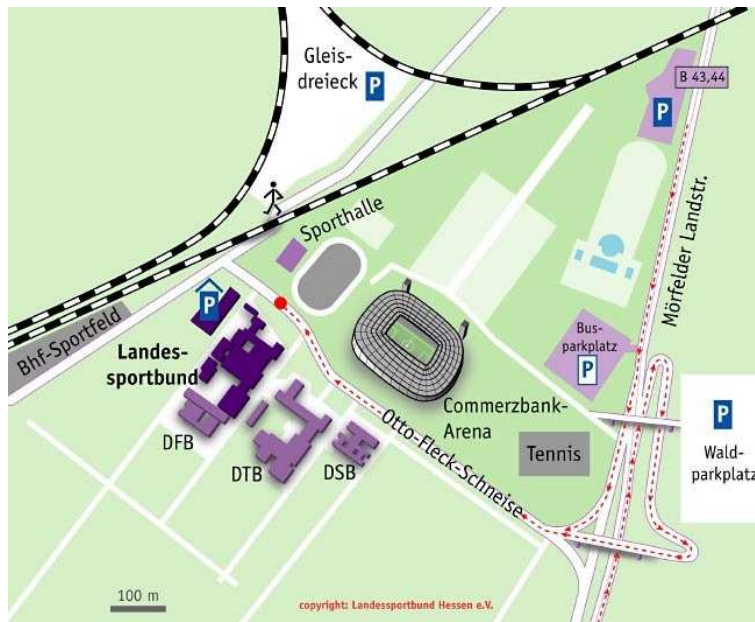 Gleis-
dreieck
P
B 43,44
P
Sporthalle
Mörfelder Landstr.
P
Bhf-Sportfeld
Landes-
sportbund
Bus-
parkplatz
P
Commerzbank-
Arena
P
Wald-
parkplatz
DFB
DTB
DSB
Otto-Fleck-Schneise
Tennis
100 m
copyright: Landessportbund Hessen e.V.